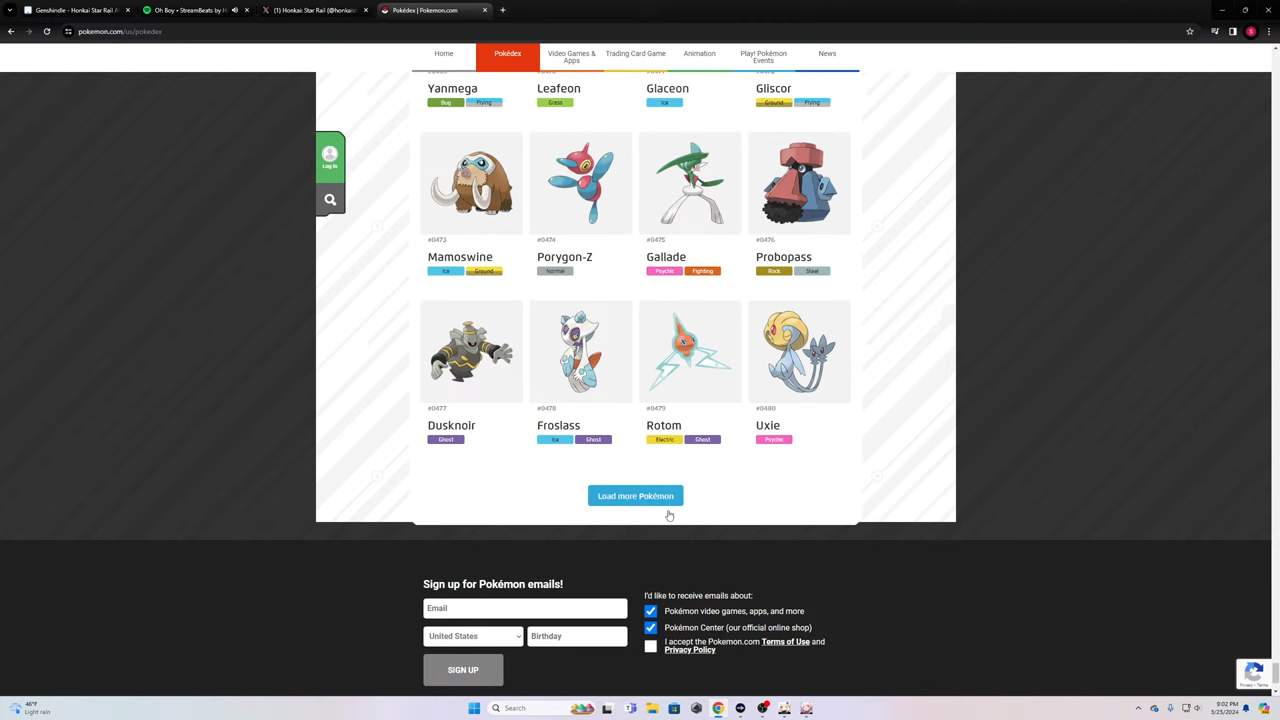 Genshindle - Honkai Star Rail A
Oh Boy • StreamBeats by H
(1) Honkai: Star Rail (@honkaist
Pokédex | Pokemon.com
pokemon.com/us/pokedex
Home
Pokédex
Video Games &
Apps
Trading Card Game
Animation
Play! Pokémon
Events
News
Yanmega
Leafeon
Glaceon
Gliscor
Bug
Flying
Grass
Ice
Ground
Flying
Log In
#0473
#0474
#0475
#0476
Mamoswine
Porygon-Z
Gallade
Probopass
Ice
Ground
Normal
Psychic
Fighting
Rock
Steel
#0477
#0478
#0479
#0480
Dusknoir
Froslass
Rotom
Uxie
Ghost
Ice
Ghost
Electric
Ghost
Psychic
Load more Pokémon
Sign up for Pokémon emails!
Email
United States
Birthday
SIGN UP
I'd like to receive emails about:
Pokémon video games, apps, and more
Pokémon Center (our official online shop)
I accept the Pokemon.com Terms of Use and
Privacy Policy
Privacy - Terms
46°F
Light rain
Search
9:02 PM
3/25/2024